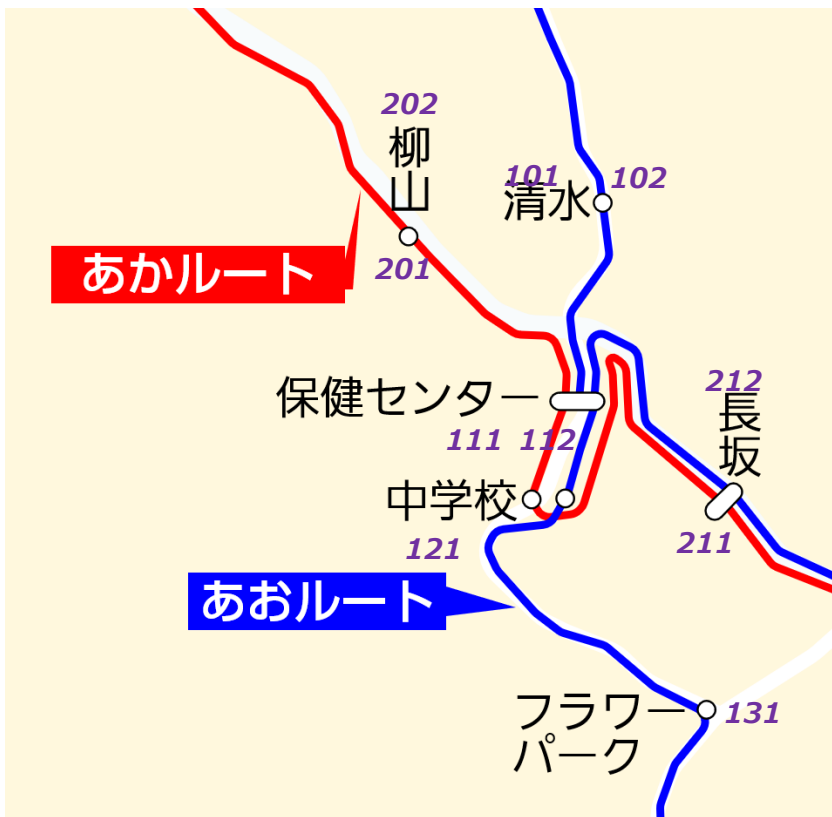 202
柳山
101
102
清水
あかルート
201
212
長坂
保健センター
111
112
中学校
121
211
あおルート
フラワー
パーク
131